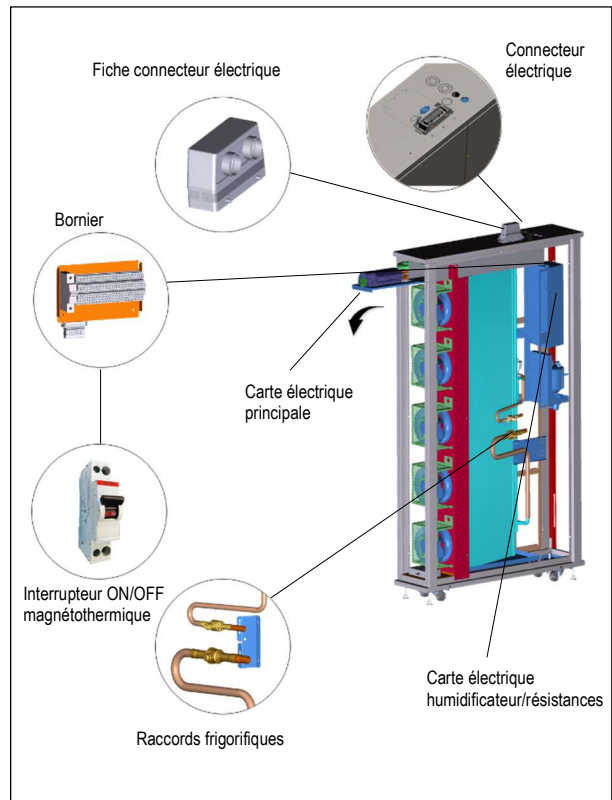 Connecteur
électrique
Fiche connecteur électrique
Bornier
Carte électrique
principale
Interrupteur ON/OFF
magnétothermique
Carte électrique
humidificateur/résistances
Raccords frigorifiques